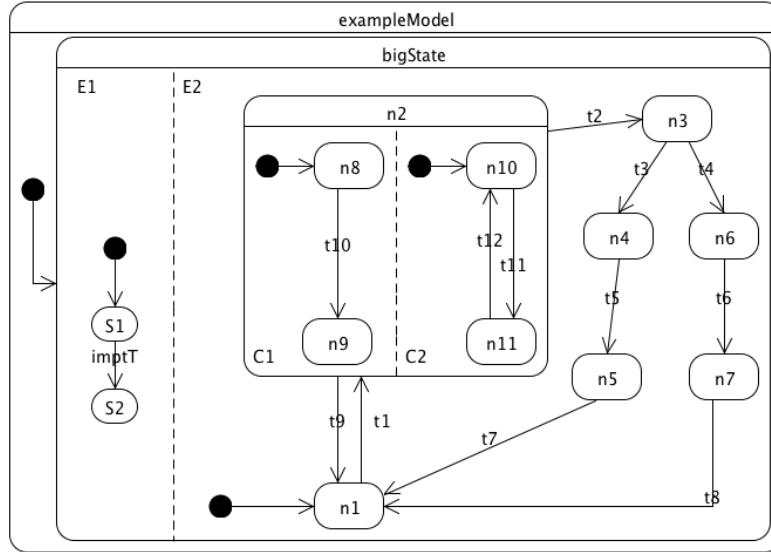 exampleModel
bigState
E1
E2
n2
t2
n3
n8
n10
t3
t4
n4
n6
t10
t12
t11
t5
t6
S1
imptT
n9
n11
C1
C2
n5
n7
S2
t9
t1
t7
n1
t8